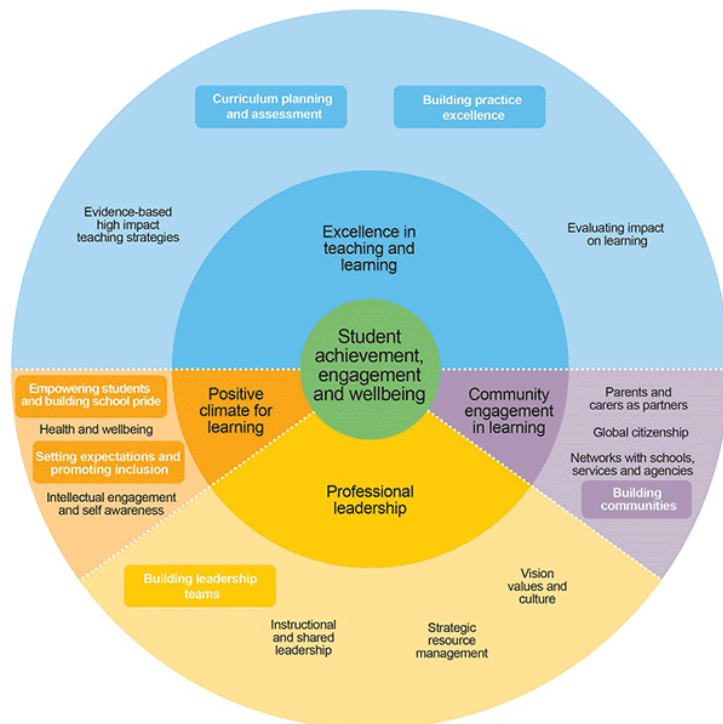 Curriculum planning
and assessment
Building practice
excellence
Evidence-based
high impact
teaching strategies
Excellence in
teaching and
learning
Evaluating impact
on learning
Student
achievement,
engagement
and wellbeing
Empowering students
and building school pride
Health and wellbeing
Setting expectations and
promoting inclusion
Intellectual engagement
and self awareness
Positive
climate for
learning
Community
engagement
in learning
Parents and
carers as partners
Global citizenship
Networks with schools,
services and agencies
Building
communities
Professional
leadership
Building leadership
teams
Instructional
and shared
leadership
Strategic
resource
management
Vision
values and
culture